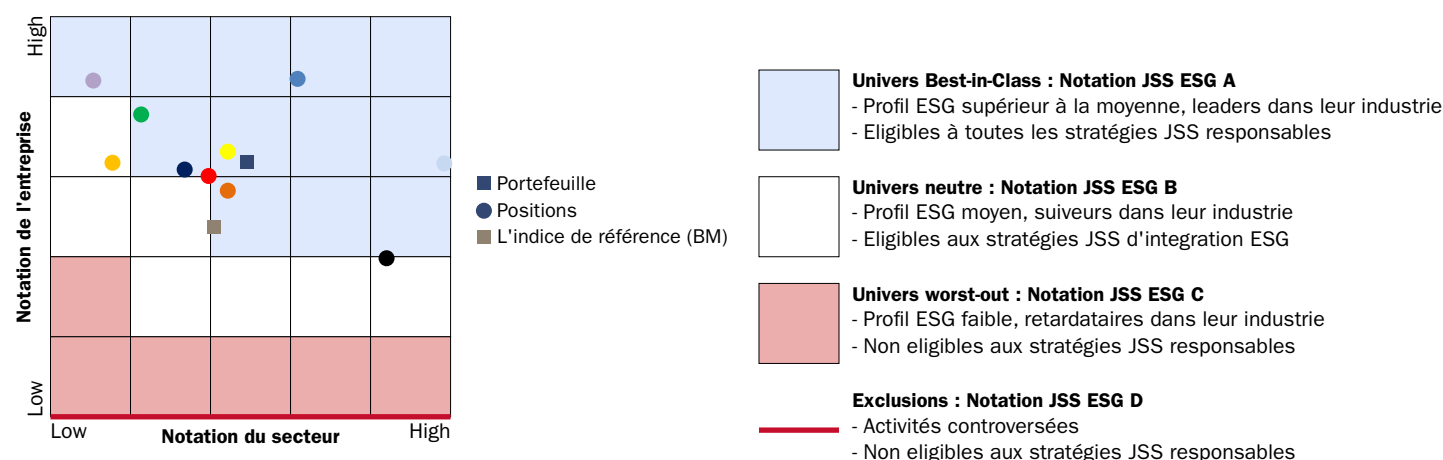 High
Notation de l'entreprise
Low
Low
Notation du secteur
High
Portefeuille
Positions
L'indice de référence (BM)
Univers Best-in-Class : Notation JSS ESG A
- Profil ESG supérieur à la moyenne, leaders dans leur industrie
- Eligibles à toutes les stratégies JSS responsables
Univers neutre : Notation JSS ESG B
- Profil ESG moyen, suiveurs dans leur industrie
- Eligibles aux stratégies JSS d'integration ESG
Univers worst-out : Notation JSS ESG C
- Profil ESG faible, retardataires dans leur industrie
- Non eligibles aux stratégies JSS responsables
Exclusions : Notation JSS ESG D
- Activités controversées
- Non eligibles aux stratégies JSS responsables